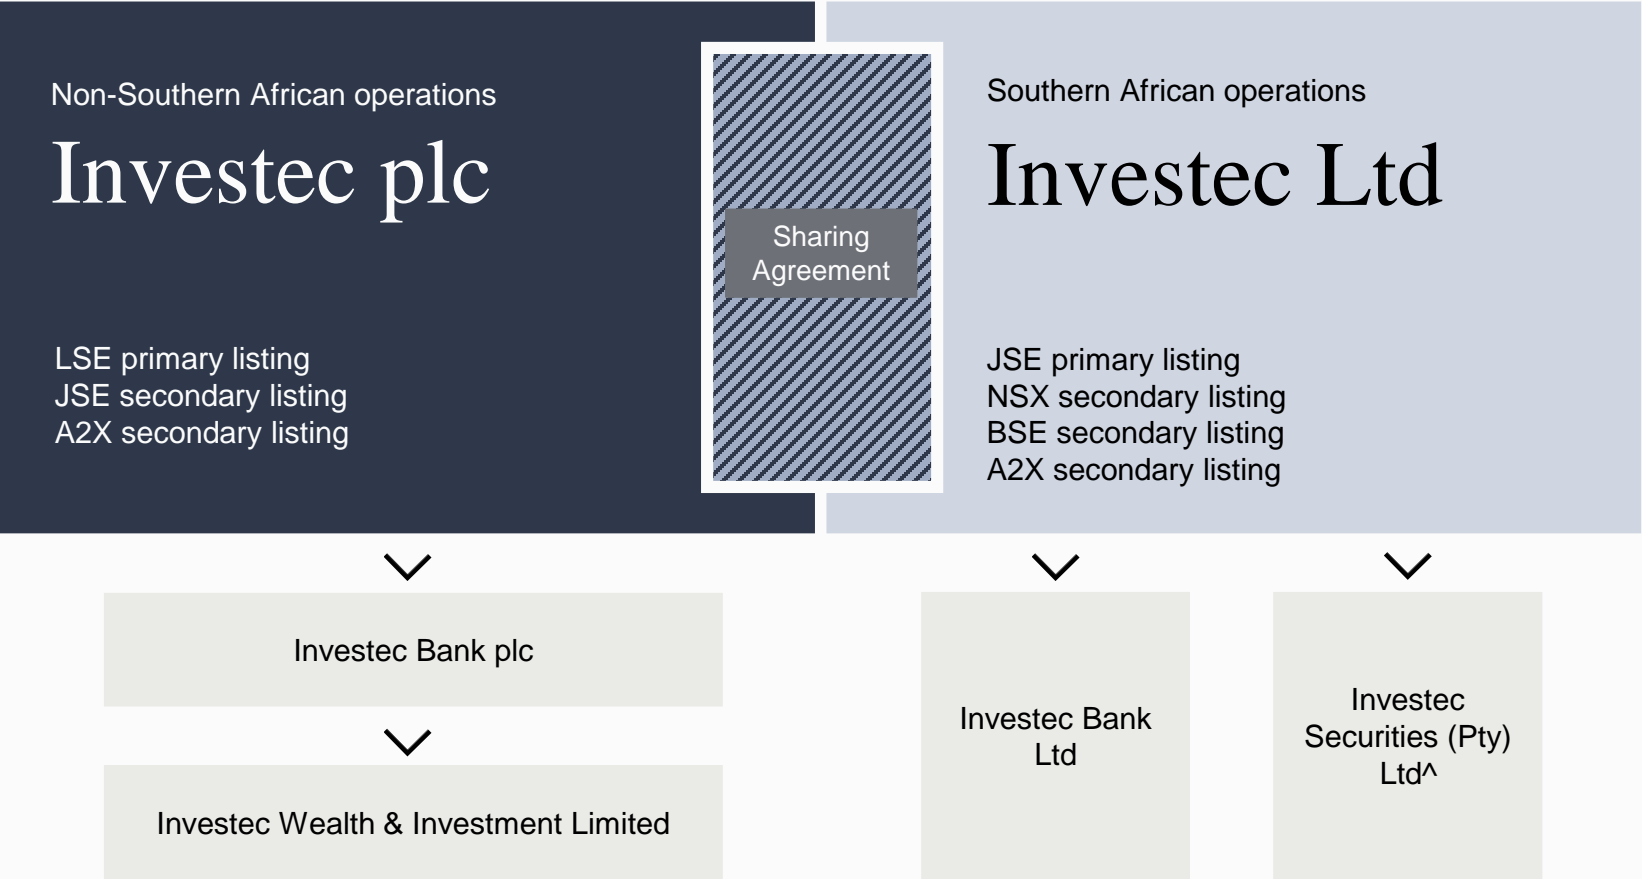 Non-Southern African operations
Investec plc
LSE primary listing
JSE secondary listing
A2X secondary listing
Sharing
Agreement
Southern African operations
Investec Ltd
JSE primary listing
NSX secondary listing
BSE secondary listing
A2X secondary listing
Investec Bank plc
Investec Wealth & Investment Limited
Investec Bank
Ltd
Investec
Securities (Pty)
Ltd^